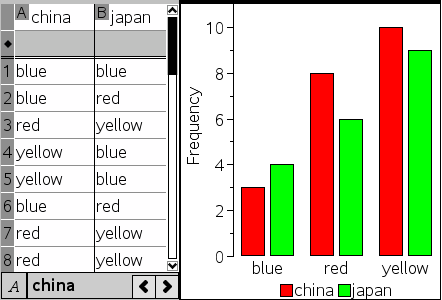 A china B japan
◆
1 blue blue
2 blue red
3 red yellow
4 yellow blue
5 yellow blue
6 blue red
7 red yellow
8 red yellow
A china
Frequency
10
8
6
4
2
0
blue red yellow
china japan